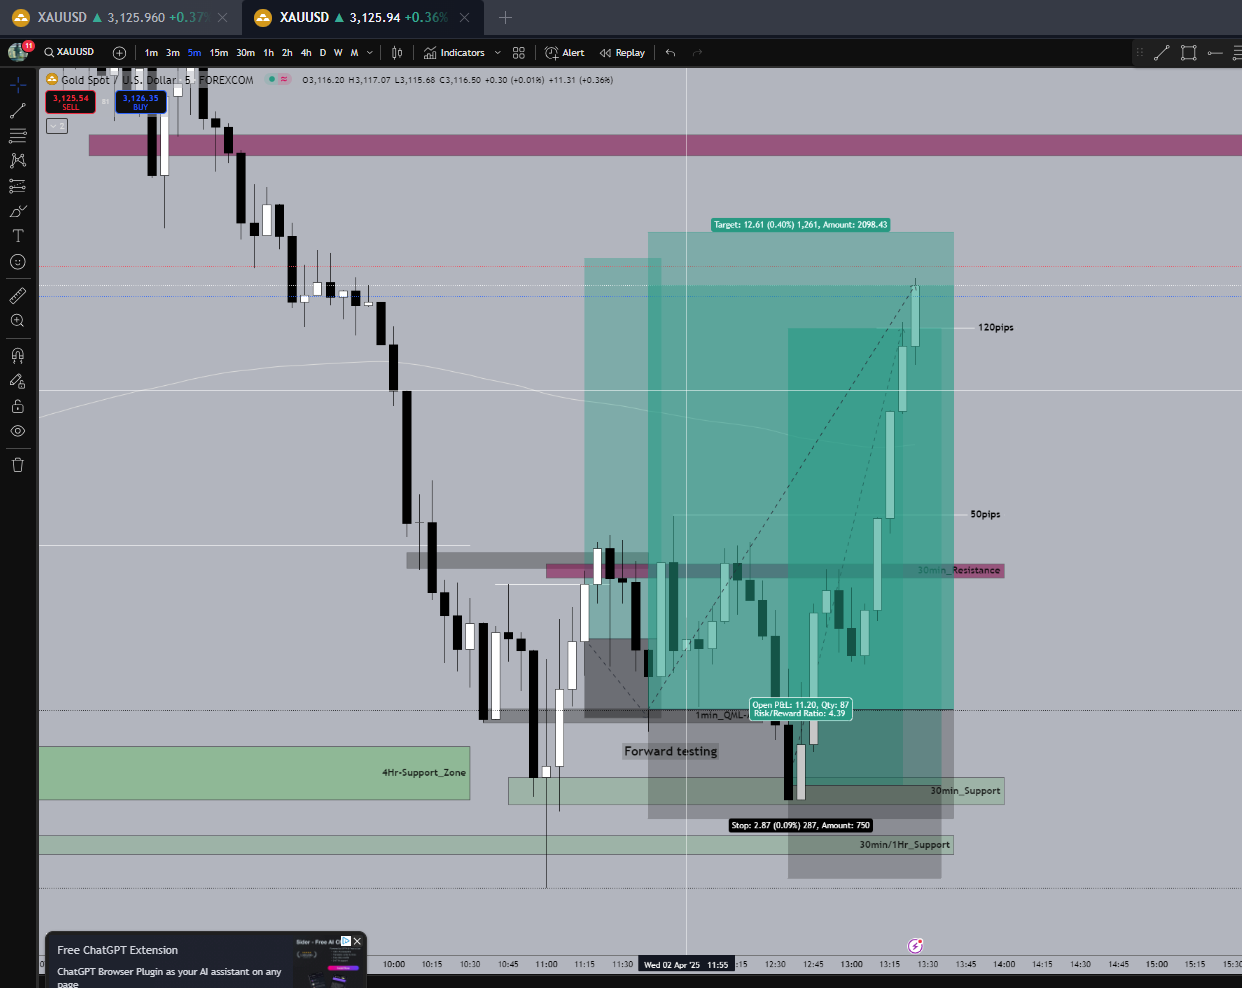 XAUUSD ▲ 3,125.960 +0.37%
XAUUSD ▲ 3,125.94 +0.36%
11
XAUUSD
1m 3m 5m 15m 30m 1h 2h 4h D W M
Indicators
Alert
Replay
Gold Spot / U.S. Dollar 5 FOREXCOM
O3,116.20 H3,117.07 L3,115.68 C3,116.50 +0.30 (+0.01%) +11.31 (+0.36%)
3,125.54
SELL
81
3,126.35
BUY
2
Target: 12.61 (0.40%) 1,261, Amount: 2098.43
120pips
50pips
30min_Resistance
Open P&L: 11.20, Qty: 87
Risk/Reward Ratio: 4.39
1min_QML-
Forward testing
4Hr-Support_Zone
30min_Support
Stop: 2.87 (0.09%) 287, Amount: 750
30min/1Hr_Support
Free ChatGPT Extension
ChatGPT Browser Plugin as your AI assistant on any
page
Sider - Free AI
10:00 10:15 10:30 10:45 11:00 11:15 11:30 Wed 02 Apr '25 11:55 12:15 12:30 12:45 13:00 13:15 13:30 13:45 14:00 14:15 14:30 14:45 15:00 15:15 15:30